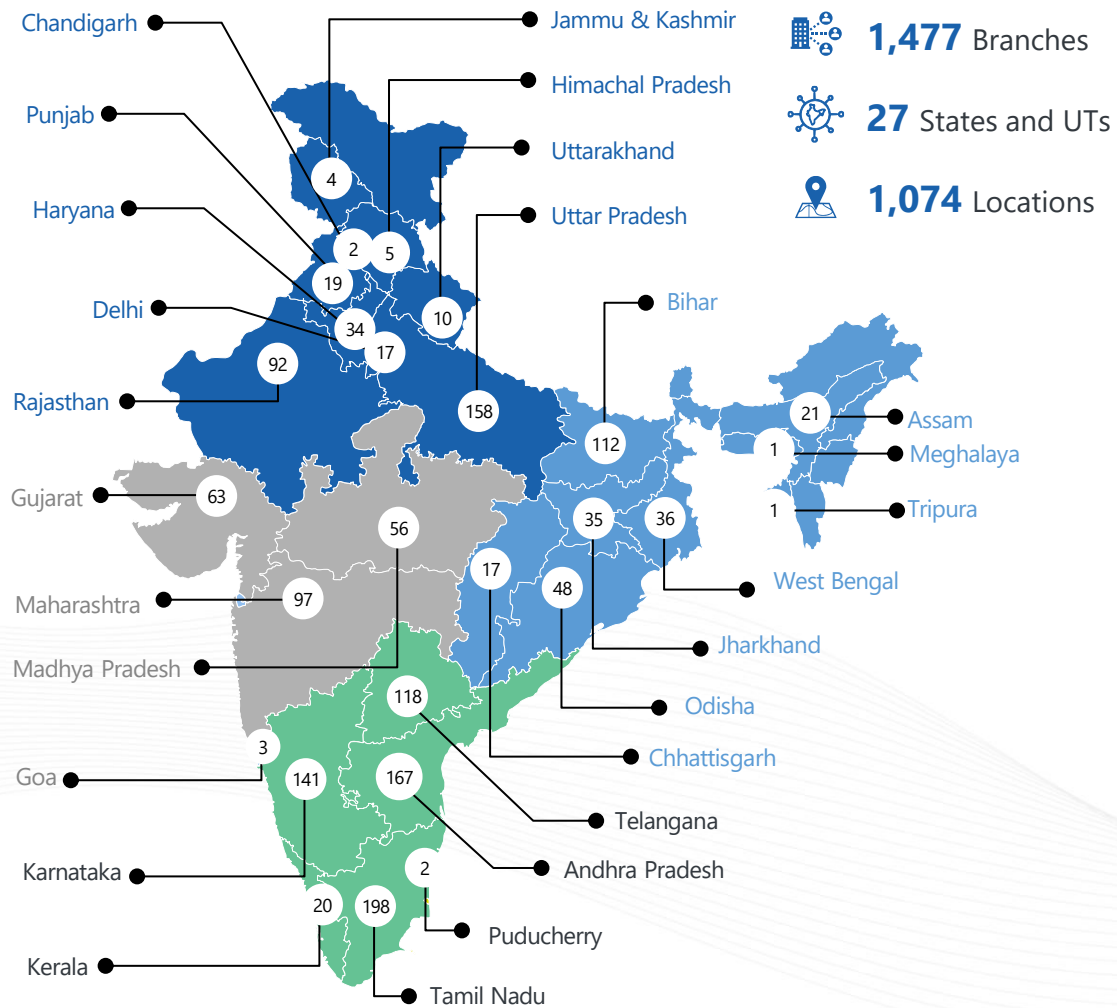 Chandigarh
Jammu & Kashmir
1,477 Branches
Himachal Pradesh
Punjab
27 States and UTs
Uttarakhand
4
1,074 Locations
Haryana
Uttar Pradesh
2
5
19
Delhi
Bihar
10
34
17
92
Rajasthan
158
21
Assam
112
1
Meghalaya
Gujarat
63
1
Tripura
56
35
36
17
West Bengal
Maharashtra
97
48
Jharkhand
Madhya Pradesh
118
Odisha
3
Chhattisgarh
Goa
141
167
Telangana
Karnataka
2
Andhra Pradesh
20
198
Puducherry
Kerala
Tamil Nadu